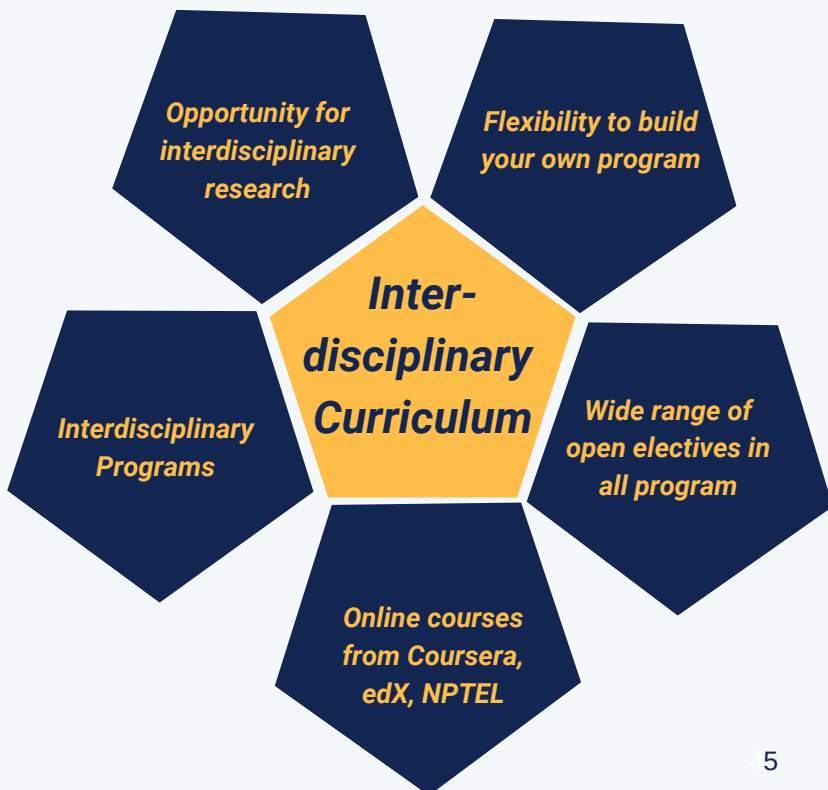 Opportunity for
interdisciplinary
research
Flexibility to build
your own program
Inter-
disciplinary
Curriculum
Interdisciplinary
Programs
Wide range of
open electives in
all program
Online courses
from Coursera,
edX, NPTEL
45